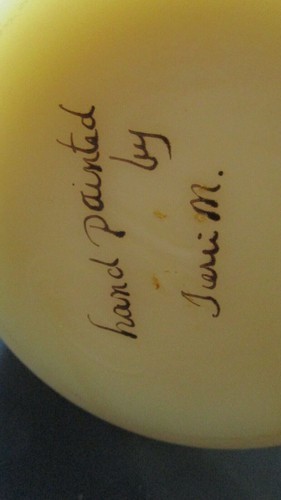 hand painted
by
Terri M.